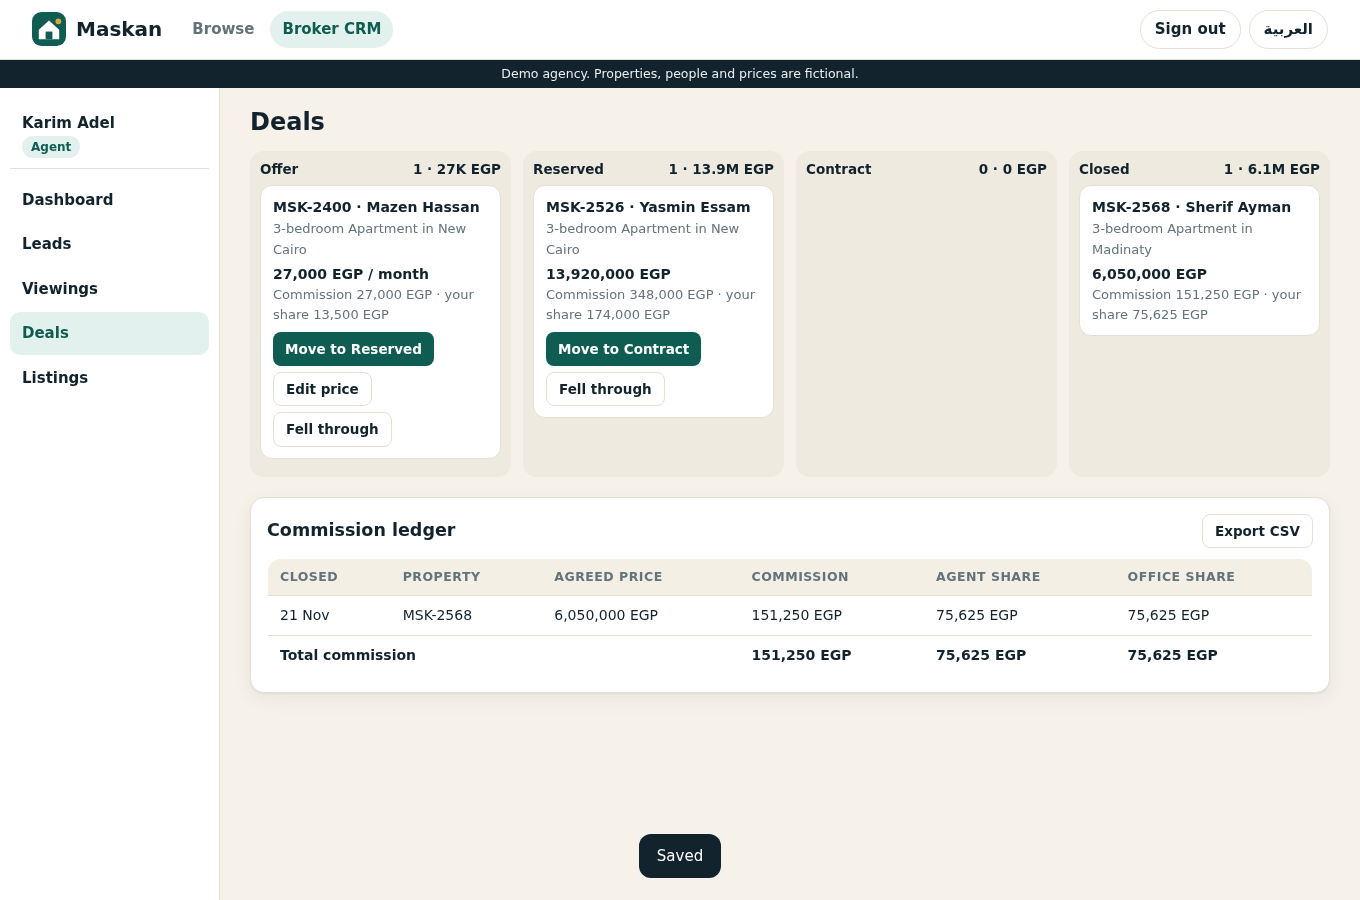 Maskan
Browse
Broker CRM
Sign out
العربية
Demo agency. Properties, people and prices are fictional.
Karim Adel
Agent
Dashboard
Leads
Viewings
Deals
Listings
Deals
Offer 1 · 27K EGP
MSK-2400 · Mazen Hassan
3-bedroom Apartment in New
Cairo
27,000 EGP / month
Commission 27,000 EGP · your
share 13,500 EGP
Move to Reserved
Edit price
Fell through
Reserved 1 · 13.9M EGP
MSK-2526 · Yasmin Essam
3-bedroom Apartment in New
Cairo
13,920,000 EGP
Commission 348,000 EGP · your
share 174,000 EGP
Move to Contract
Fell through
Contract 0 · 0 EGP
Closed 1 · 6.1M EGP
MSK-2568 · Sherif Ayman
3-bedroom Apartment in
Madinaty
6,050,000 EGP
Commission 151,250 EGP · your
share 75,625 EGP
Commission ledger
Export CSV
CLOSED PROPERTY AGREED PRICE COMMISSION AGENT SHARE OFFICE SHARE
21 Nov MSK-2568 6,050,000 EGP 151,250 EGP 75,625 EGP 75,625 EGP
Total commission 151,250 EGP 75,625 EGP 75,625 EGP
Saved